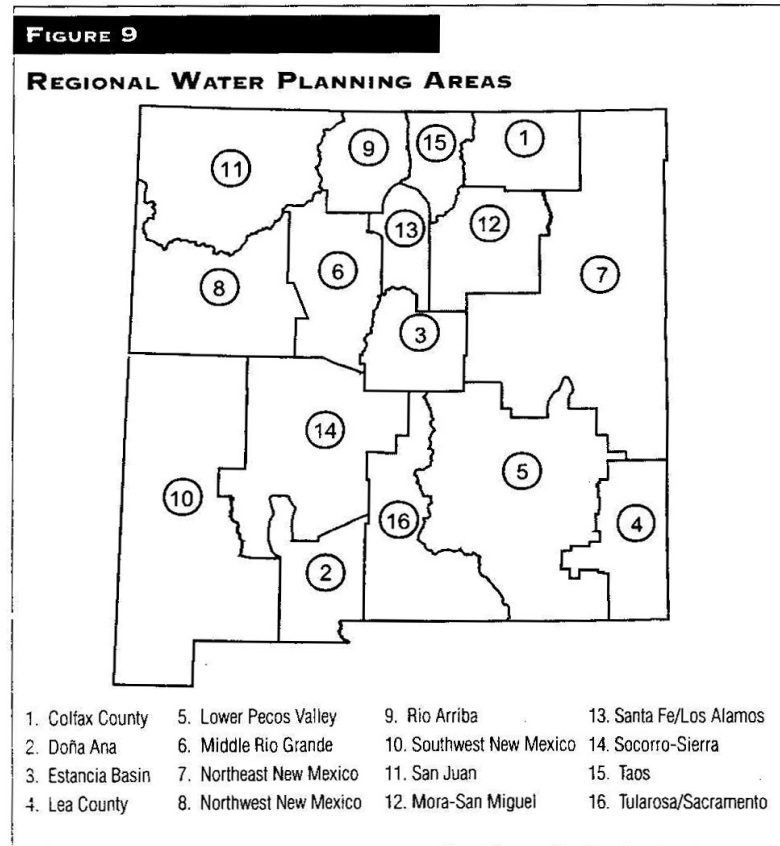 FIGURE 9
REGIONAL WATER PLANNING AREAS
1
9
15
11
12
13
6
7
8
3
14
5
10
16
4
2
1. Colfax County 5. Lower Pecos Valley 9. Rio Arriba 13. Santa Fe/Los Alamos
2. Doña Ana 6. Middle Rio Grande 10. Southwest New Mexico 14. Socorro-Sierra
3. Estancia Basin 7. Northeast New Mexico 11. San Juan 15. Taos
4. Lea County 8. Northwest New Mexico 12. Mora-San Miguel 16. Tularosa/Sacramento